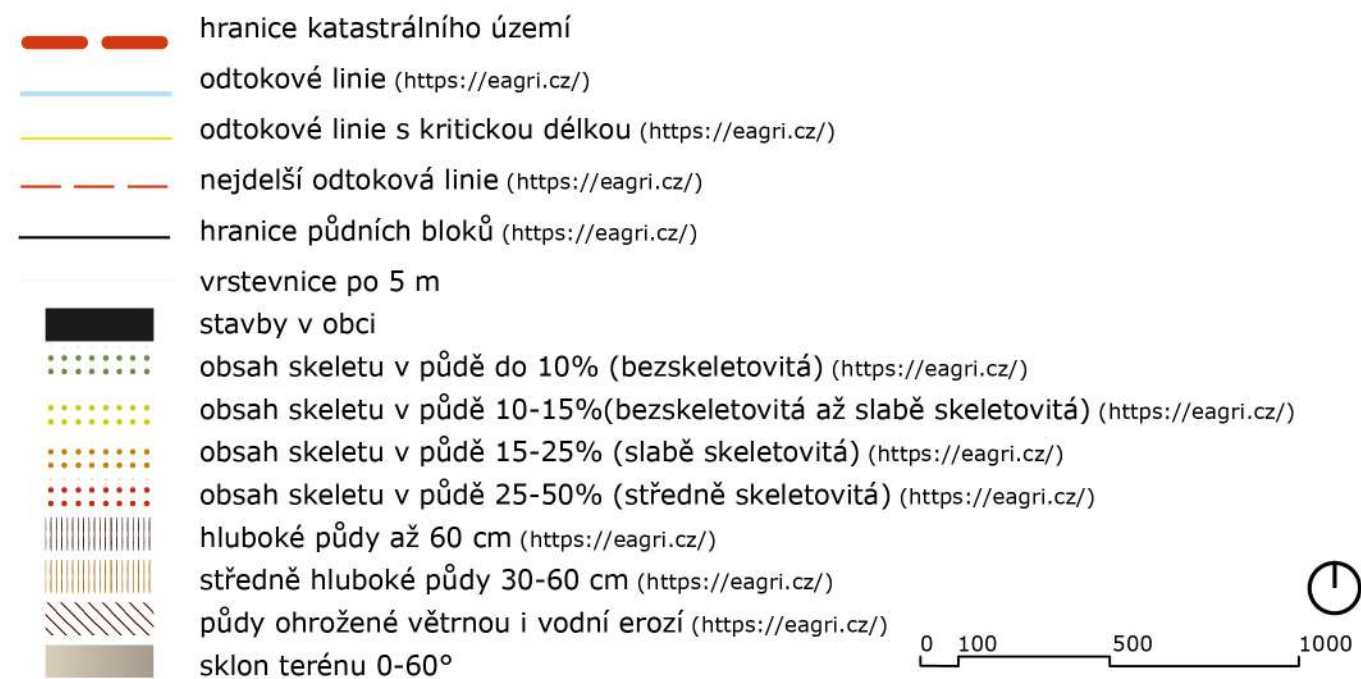 hranice katastrálního území
odtokové linie (https://eagri.cz/)
odtokové linie s kritickou délkou (https://eagri.cz/)
nejdelší odtoková linie (https://eagri.cz/)
hranice půdních bloků (https://eagri.cz/)
vrstevnice po 5 m
stavby v obci
obsah skeletu v půdě do 10% (bezskeletovitá) (https://eagri.cz/)
obsah skeletu v půdě 10-15%(bezskeletovitá až slabě skeletovitá) (https://eagri.cz/)
obsah skeletu v půdě 15-25% (slabě skeletovitá) (https://eagri.cz/)
obsah skeletu v půdě 25-50% (středně skeletovitá) (https://eagri.cz/)
hluboké půdy až 60 cm (https://eagri.cz/)
středně hluboké půdy 30-60 cm (https://eagri.cz/)
půdy ohrožené větrnou i vodní erozí (https://eagri.cz/)
sklon terénu 0-60°
0 100 500 1000